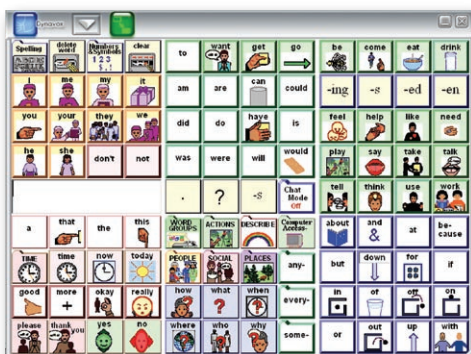 Dynavox
Spelling delete word Numbers & Symbols 1 2 3 $ , ! clear to want get go be come eat drink
I me my it am are can could -ing -s -ed -en
you your they we did do have is feel help like need
he she don't not was were will would play say take talk
. ? -s Chat Mode Off tell think use work
a that the this WORD GROUPS ACTIONS DESCRIBE Computer Access- about and & at be-cause
TIME time now today PEOPLE SOCIAL PLACES any- but down for if
good more + okay really how what ? when every- in of off on
please thank you yes no where who why some- or out up with